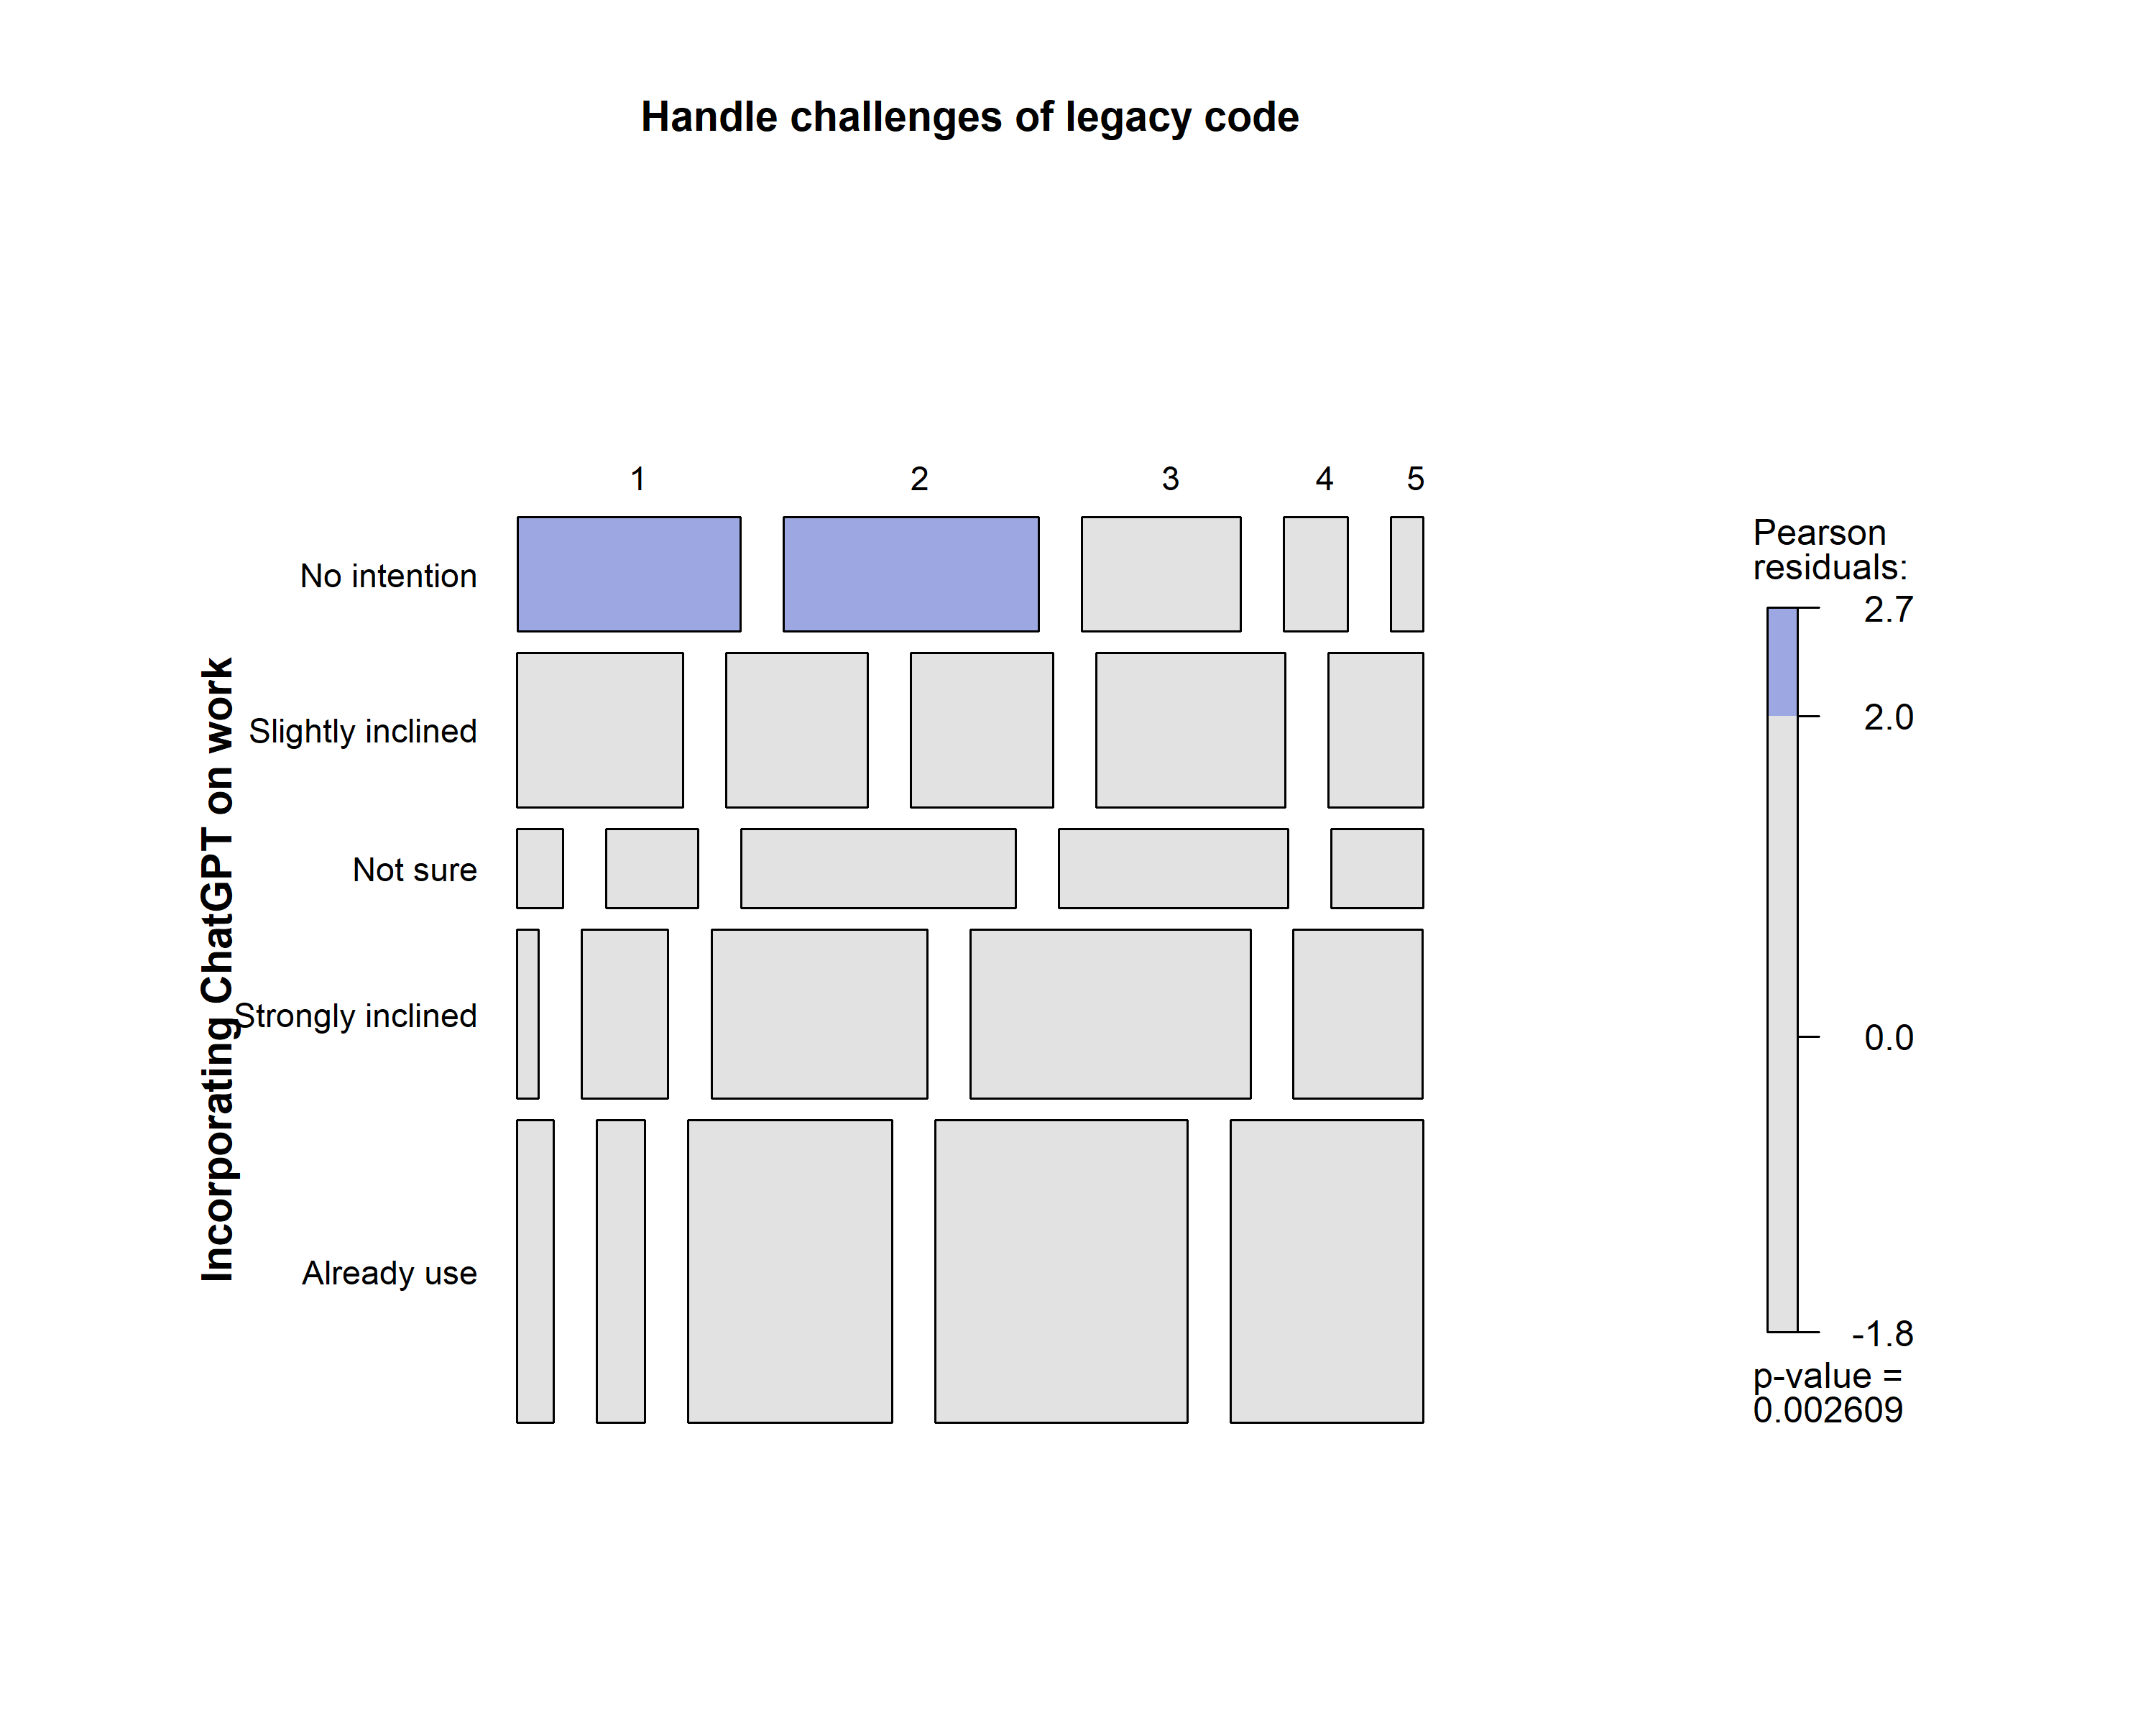 Handle challenges of legacy code
1 2 3 4 5
Incorporating ChatGPT on work
No intention
Slightly inclined
Not sure
Strongly inclined
Already use
Pearson
residuals:
2.7
2.0
0.0
-1.8
p-value =
0.002609